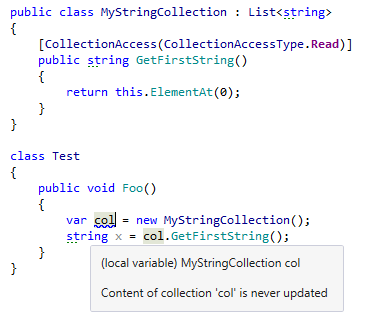 public class MyStringCollection : List<string>
{
[CollectionAccess(CollectionAccessType.Read)]
public string GetFirstString()
{
return this.ElementAt(0);
}
}
class Test
{
public void Foo()
{
var col = new MyStringCollection();
string x = col.GetFirstString();
}
}
(local variable) MyStringCollection col
Content of collection 'col' is never updated